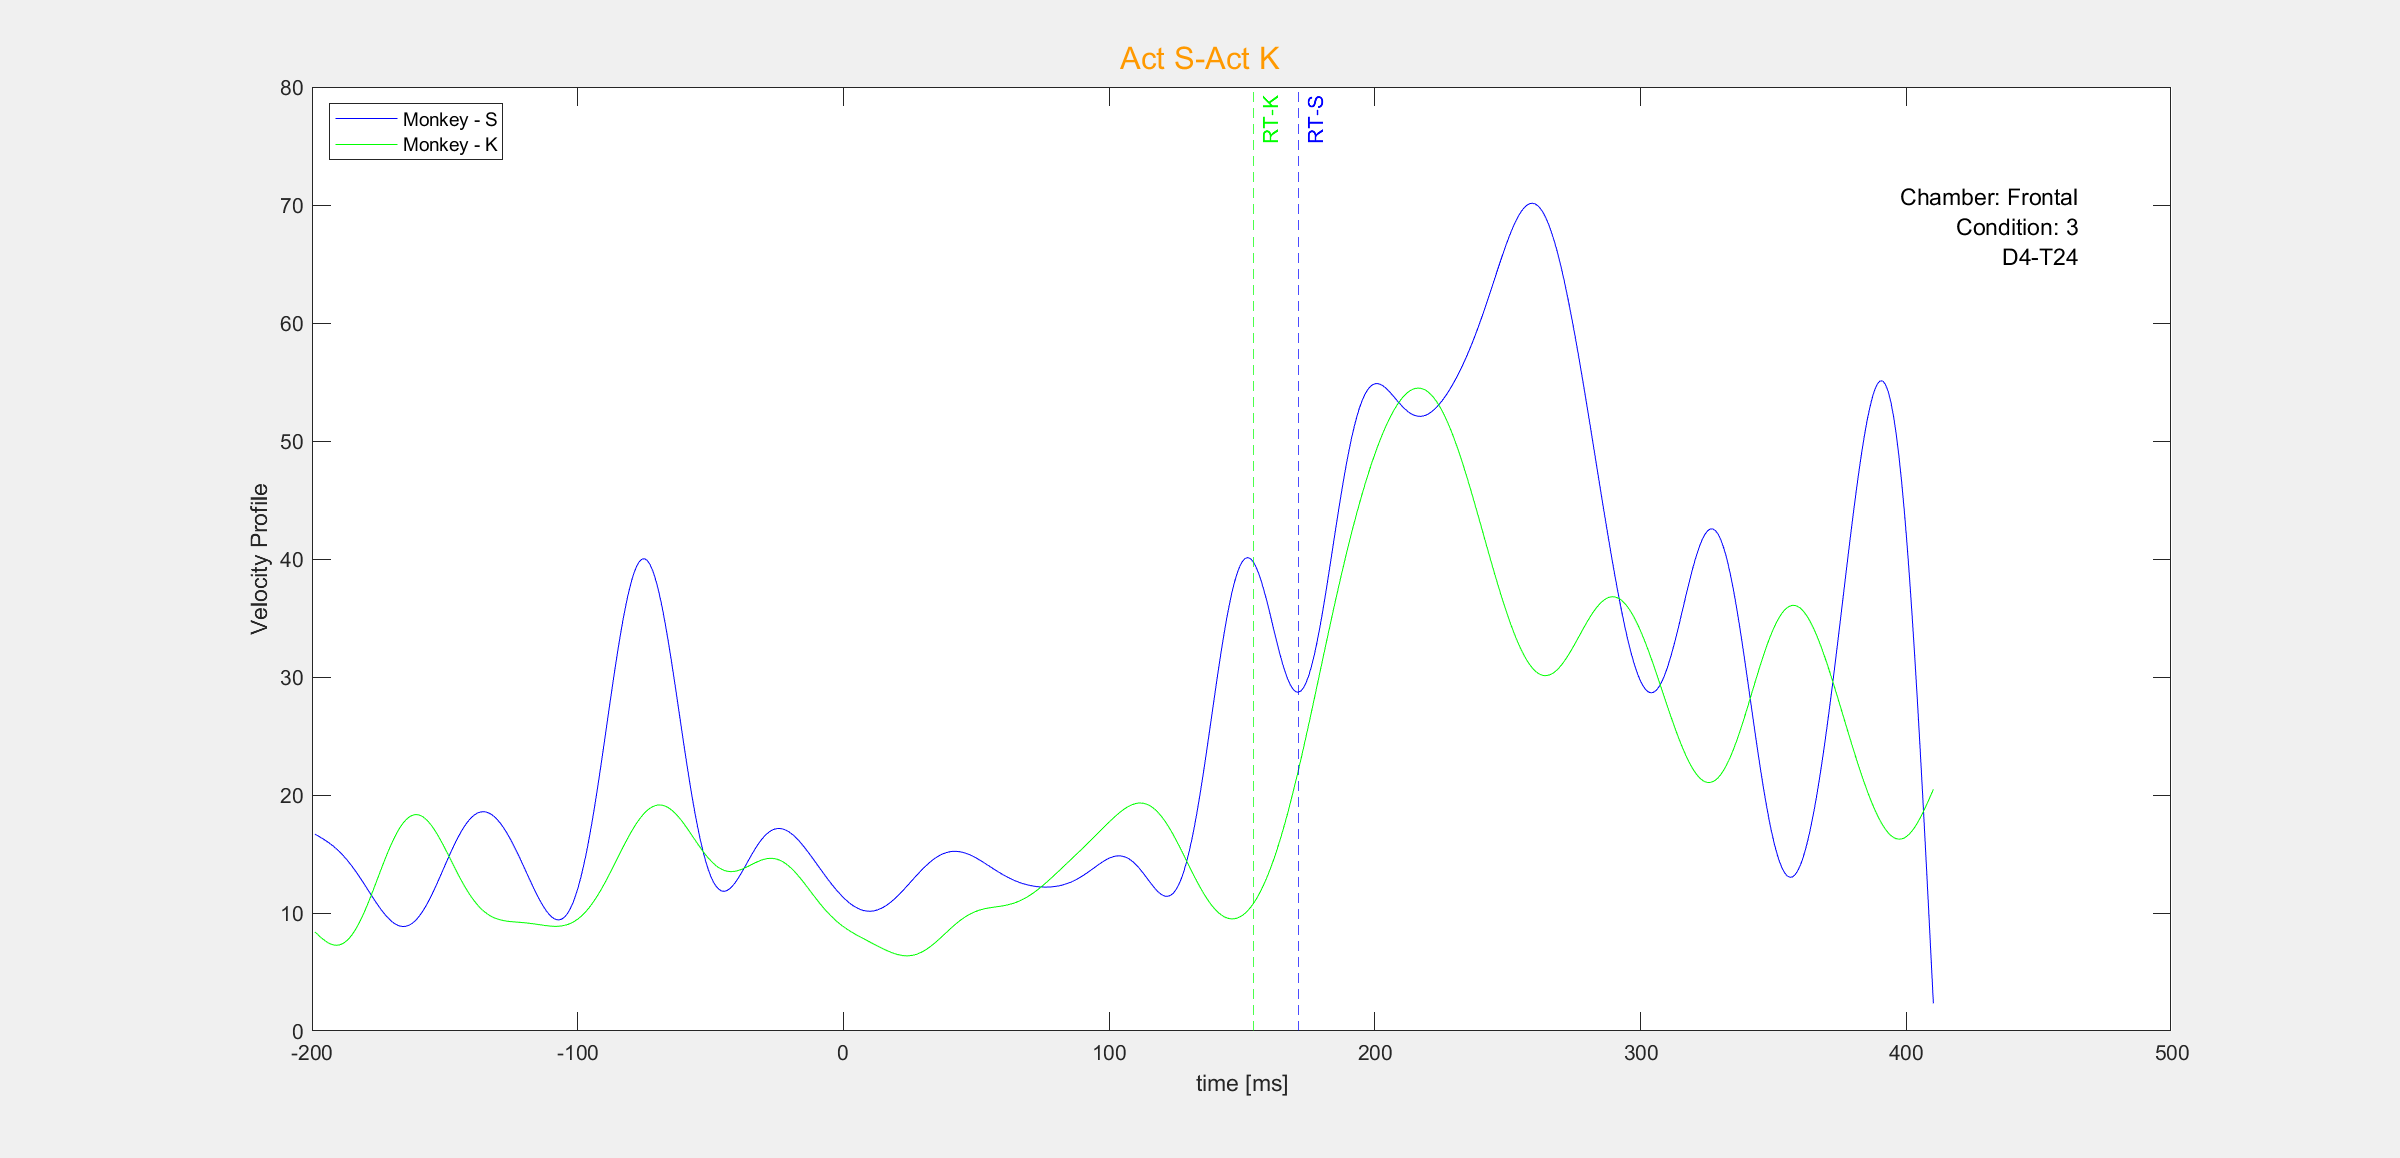 Act S-Act K
80
70
60
50
40
30
20
10
0
Velocity Profile
Monkey - S
Monkey - K
RT-K
RT-S
Chamber: Frontal
Condition: 3
D4-T24
-200 -100 0 100 200 300 400 500
time [ms]